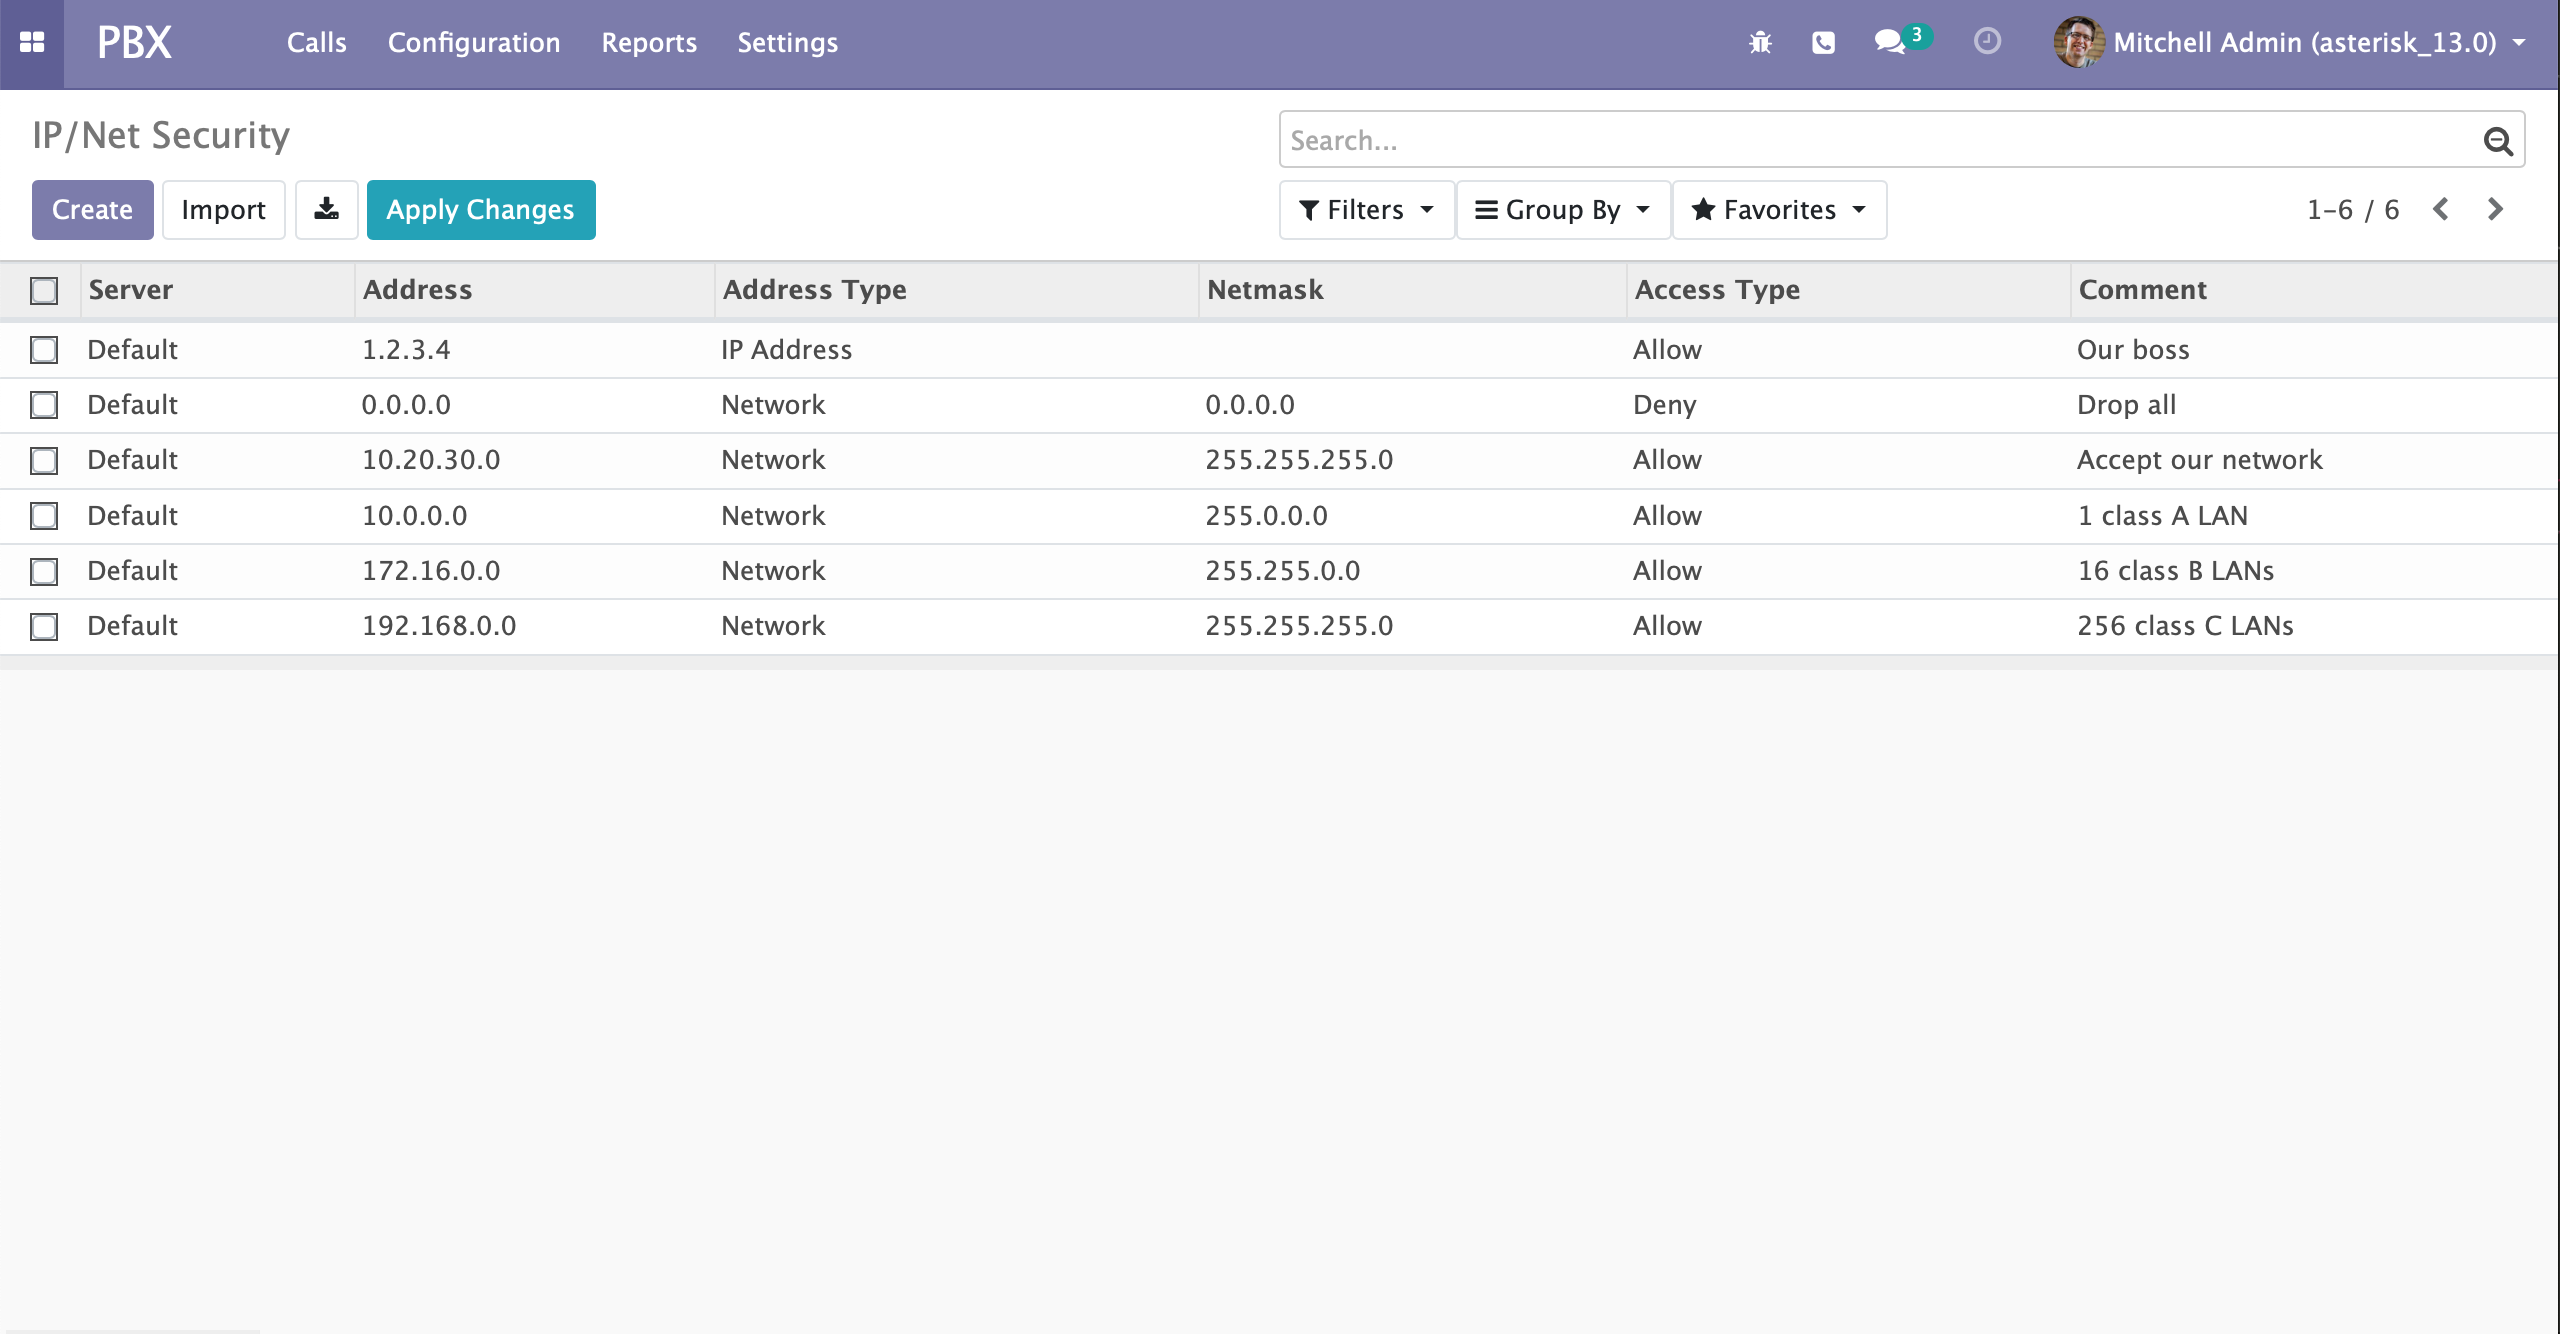 PBX Calls Configuration Reports Settings 3 Mitchell Admin (asterisk_13.0)
IP/Net Security Search...
Create Import Apply Changes Filters Group By Favorites 1-6 / 6
Server Address Address Type Netmask Access Type Comment
Default 1.2.3.4 IP Address Allow Our boss
Default 0.0.0.0 Network 0.0.0.0 Deny Drop all
Default 10.20.30.0 Network 255.255.255.0 Allow Accept our network
Default 10.0.0.0 Network 255.0.0.0 Allow 1 class A LAN
Default 172.16.0.0 Network 255.255.0.0 Allow 16 class B LANs
Default 192.168.0.0 Network 255.255.255.0 Allow 256 class C LANs